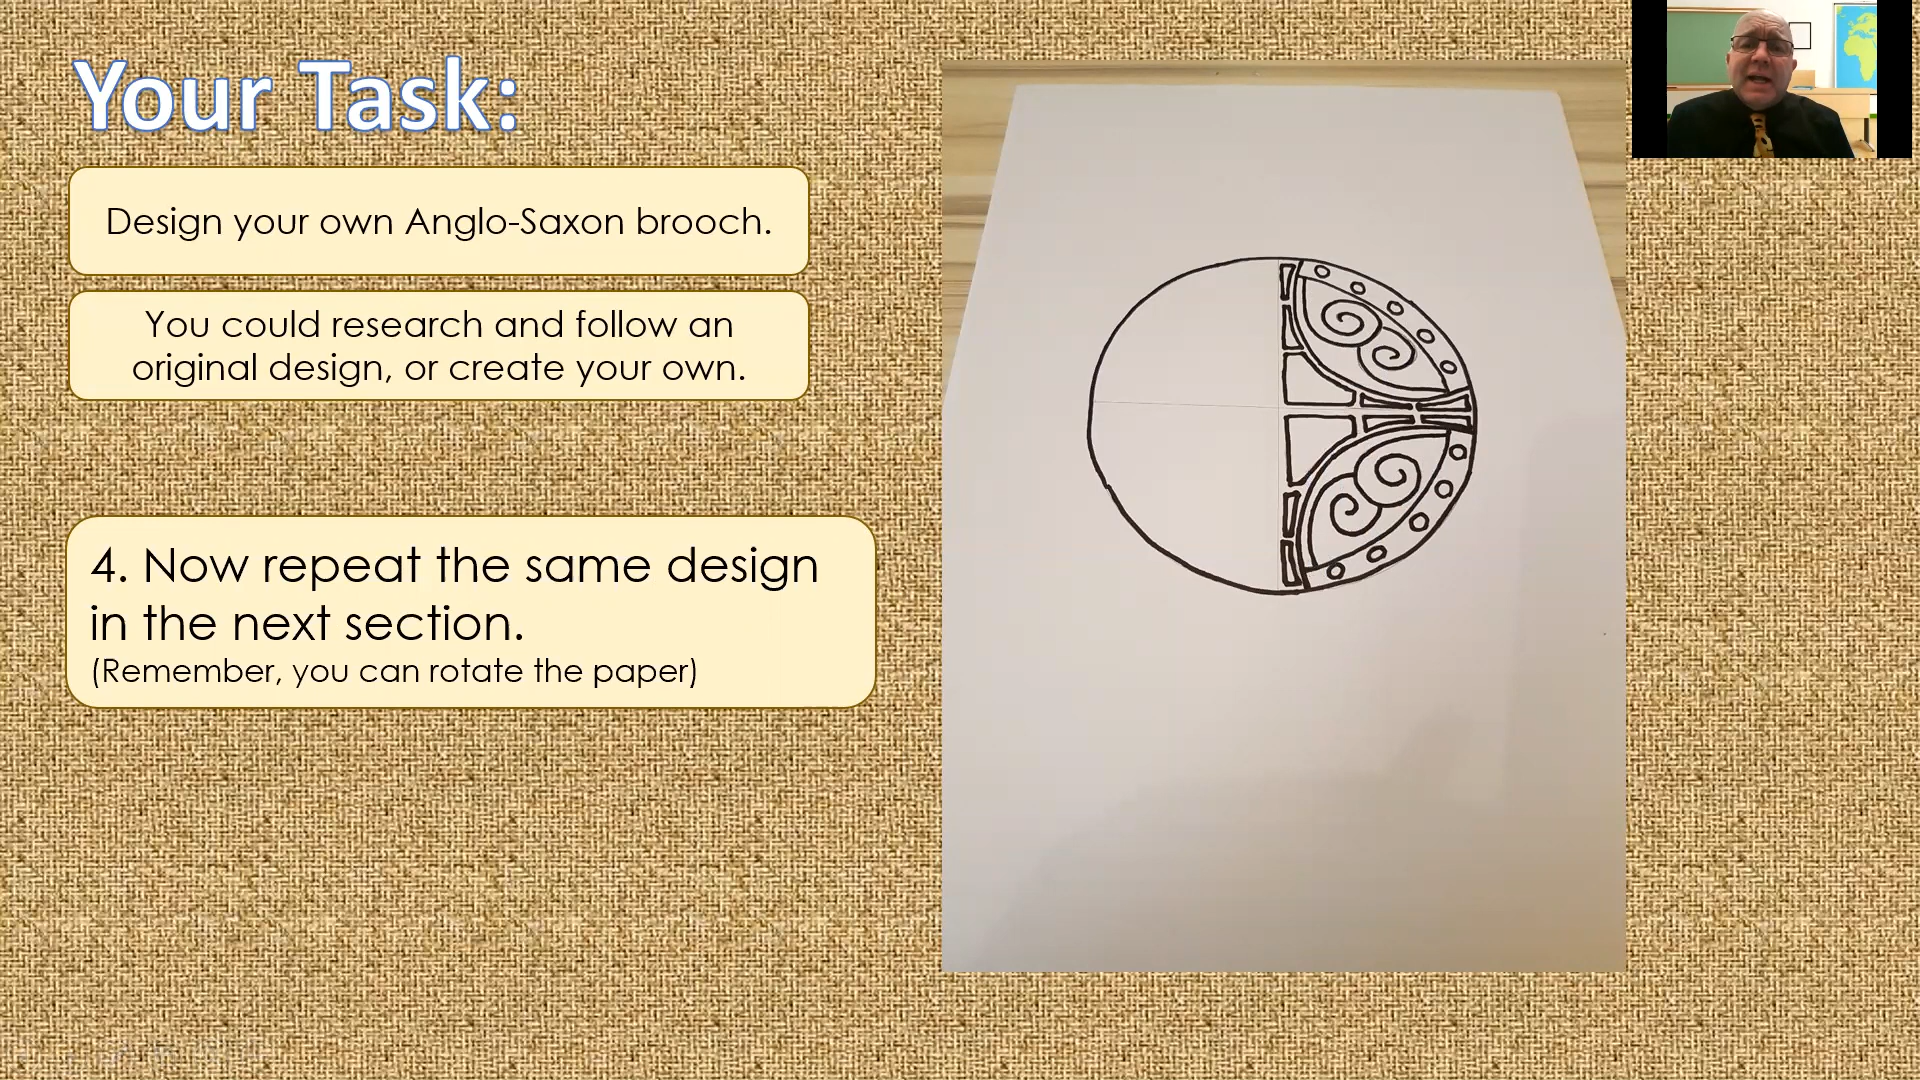 Your Task:
Design your own Anglo-Saxon brooch.
You could research and follow an
original design, or create your own.
4. Now repeat the same design
in the next section.
(Remember, you can rotate the paper)